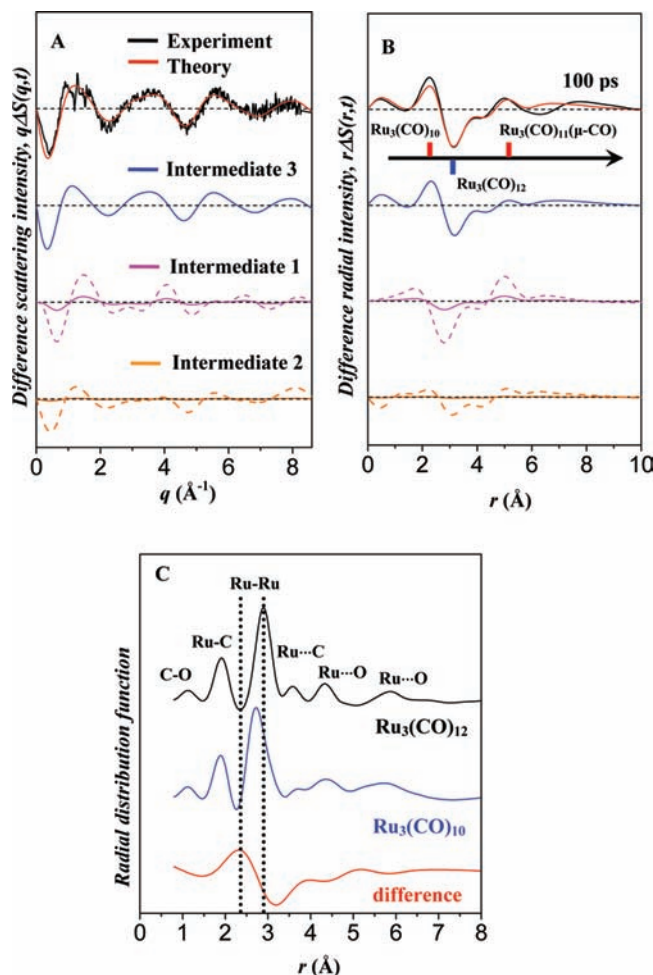 A
Experiment
Theory
Intermediate 3
Intermediate 1
Intermediate 2
Difference scattering intensity, qΔS(q,t)
0 2 4 6 8
q (Å⁻¹)
B
100 ps
Ru₃(CO)₁₀
Ru₃(CO)₁₁(μ-CO)
Ru₃(CO)₁₂
Difference radial intensity, rΔS(r,t)
0 2 4 6 8 10
r (Å)
C
Ru-Ru
Ru-C
C-O
Ru···C
Ru···O
Ru···O
Ru₃(CO)₁₂
Ru₃(CO)₁₀
difference
Radial distribution function
0 1 2 3 4 5 6 7 8
r (Å)